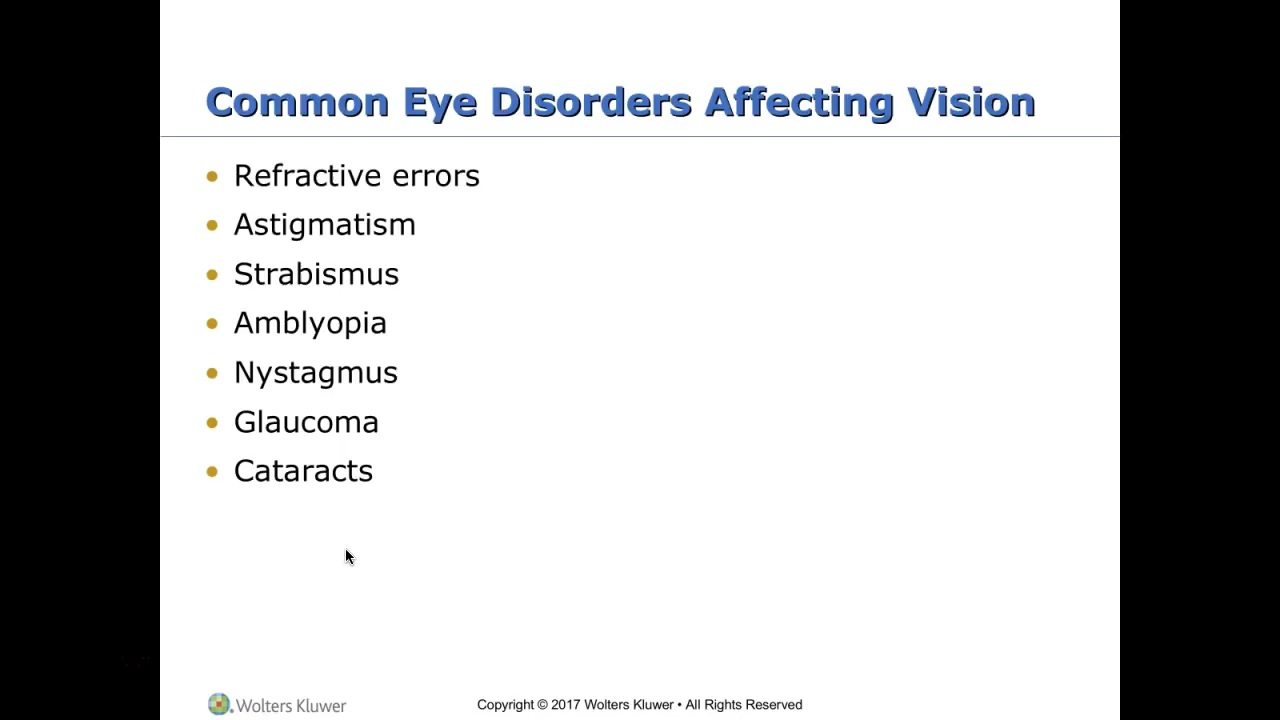 Common Eye Disorders Affecting Vision
• Refractive errors
• Astigmatism
• Strabismus
• Amblyopia
• Nystagmus
• Glaucoma
• Cataracts
Wolters Kluwer
Copyright © 2017 Wolters Kluwer • All Rights Reserved